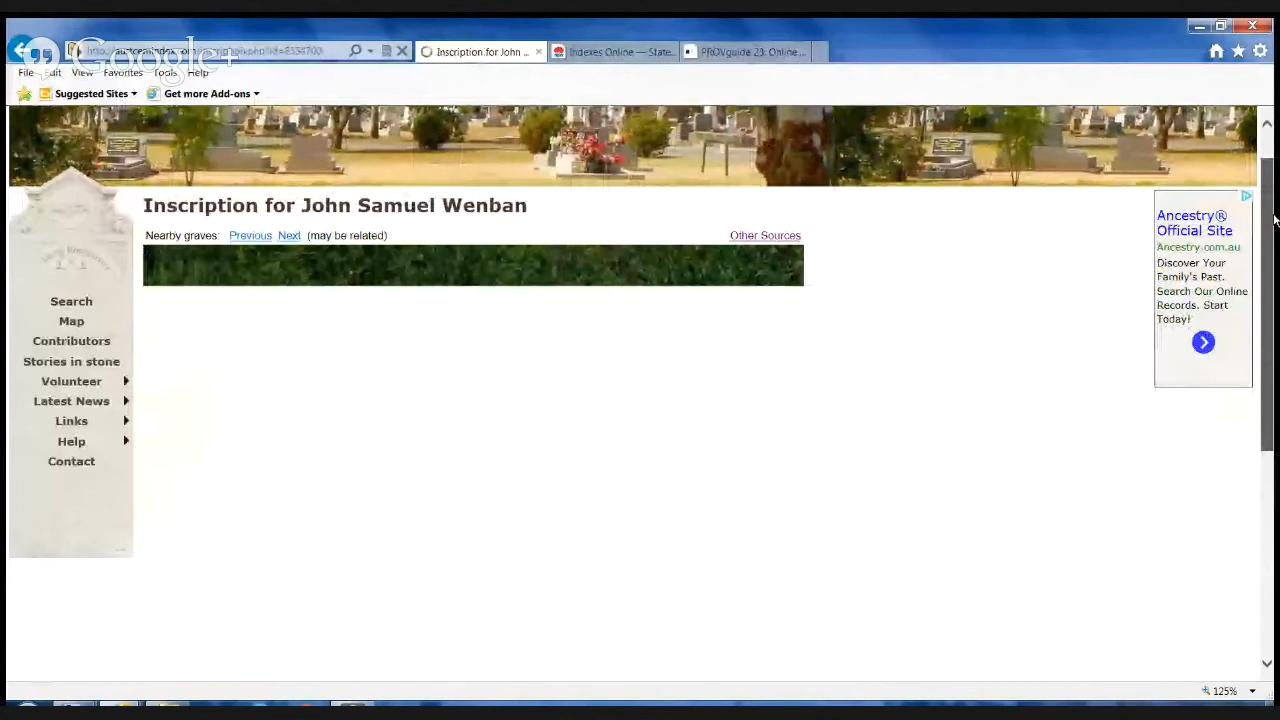 Google+
Inscription for John ...
Indexes Online — State...
PROVguide 23: Online...
File Edit View Favorites Tools Help
Suggested Sites
Get more Add-ons
Inscription for John Samuel Wenban
Nearby graves: Previous Next (may be related)
Other Sources
Search
Map
Contributors
Stories in stone
Volunteer
Latest News
Links
Help
Contact
Ancestry®
Official Site
Ancestry.com.au
Discover Your
Family's Past.
Search Our Online
Records. Start
Today!
125%